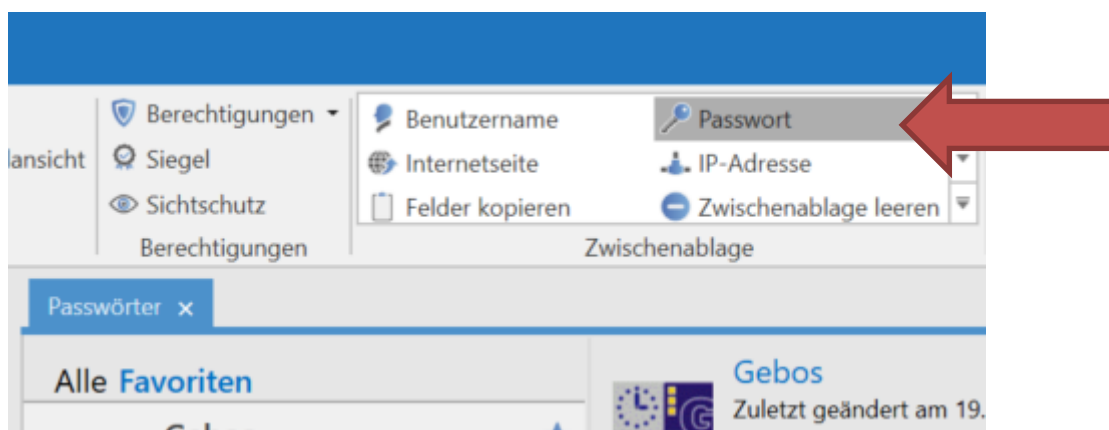 Berechtigungen
Benutzername
Passwort
ansicht
Siegel
Internetseite
IP-Adresse
Sichtschutz
Felder kopieren
Zwischenablage leeren
Berechtigungen
Zwischenablage
Passwörter x
Alle Favoriten
Gebos
Zuletzt geändert am 19.
G